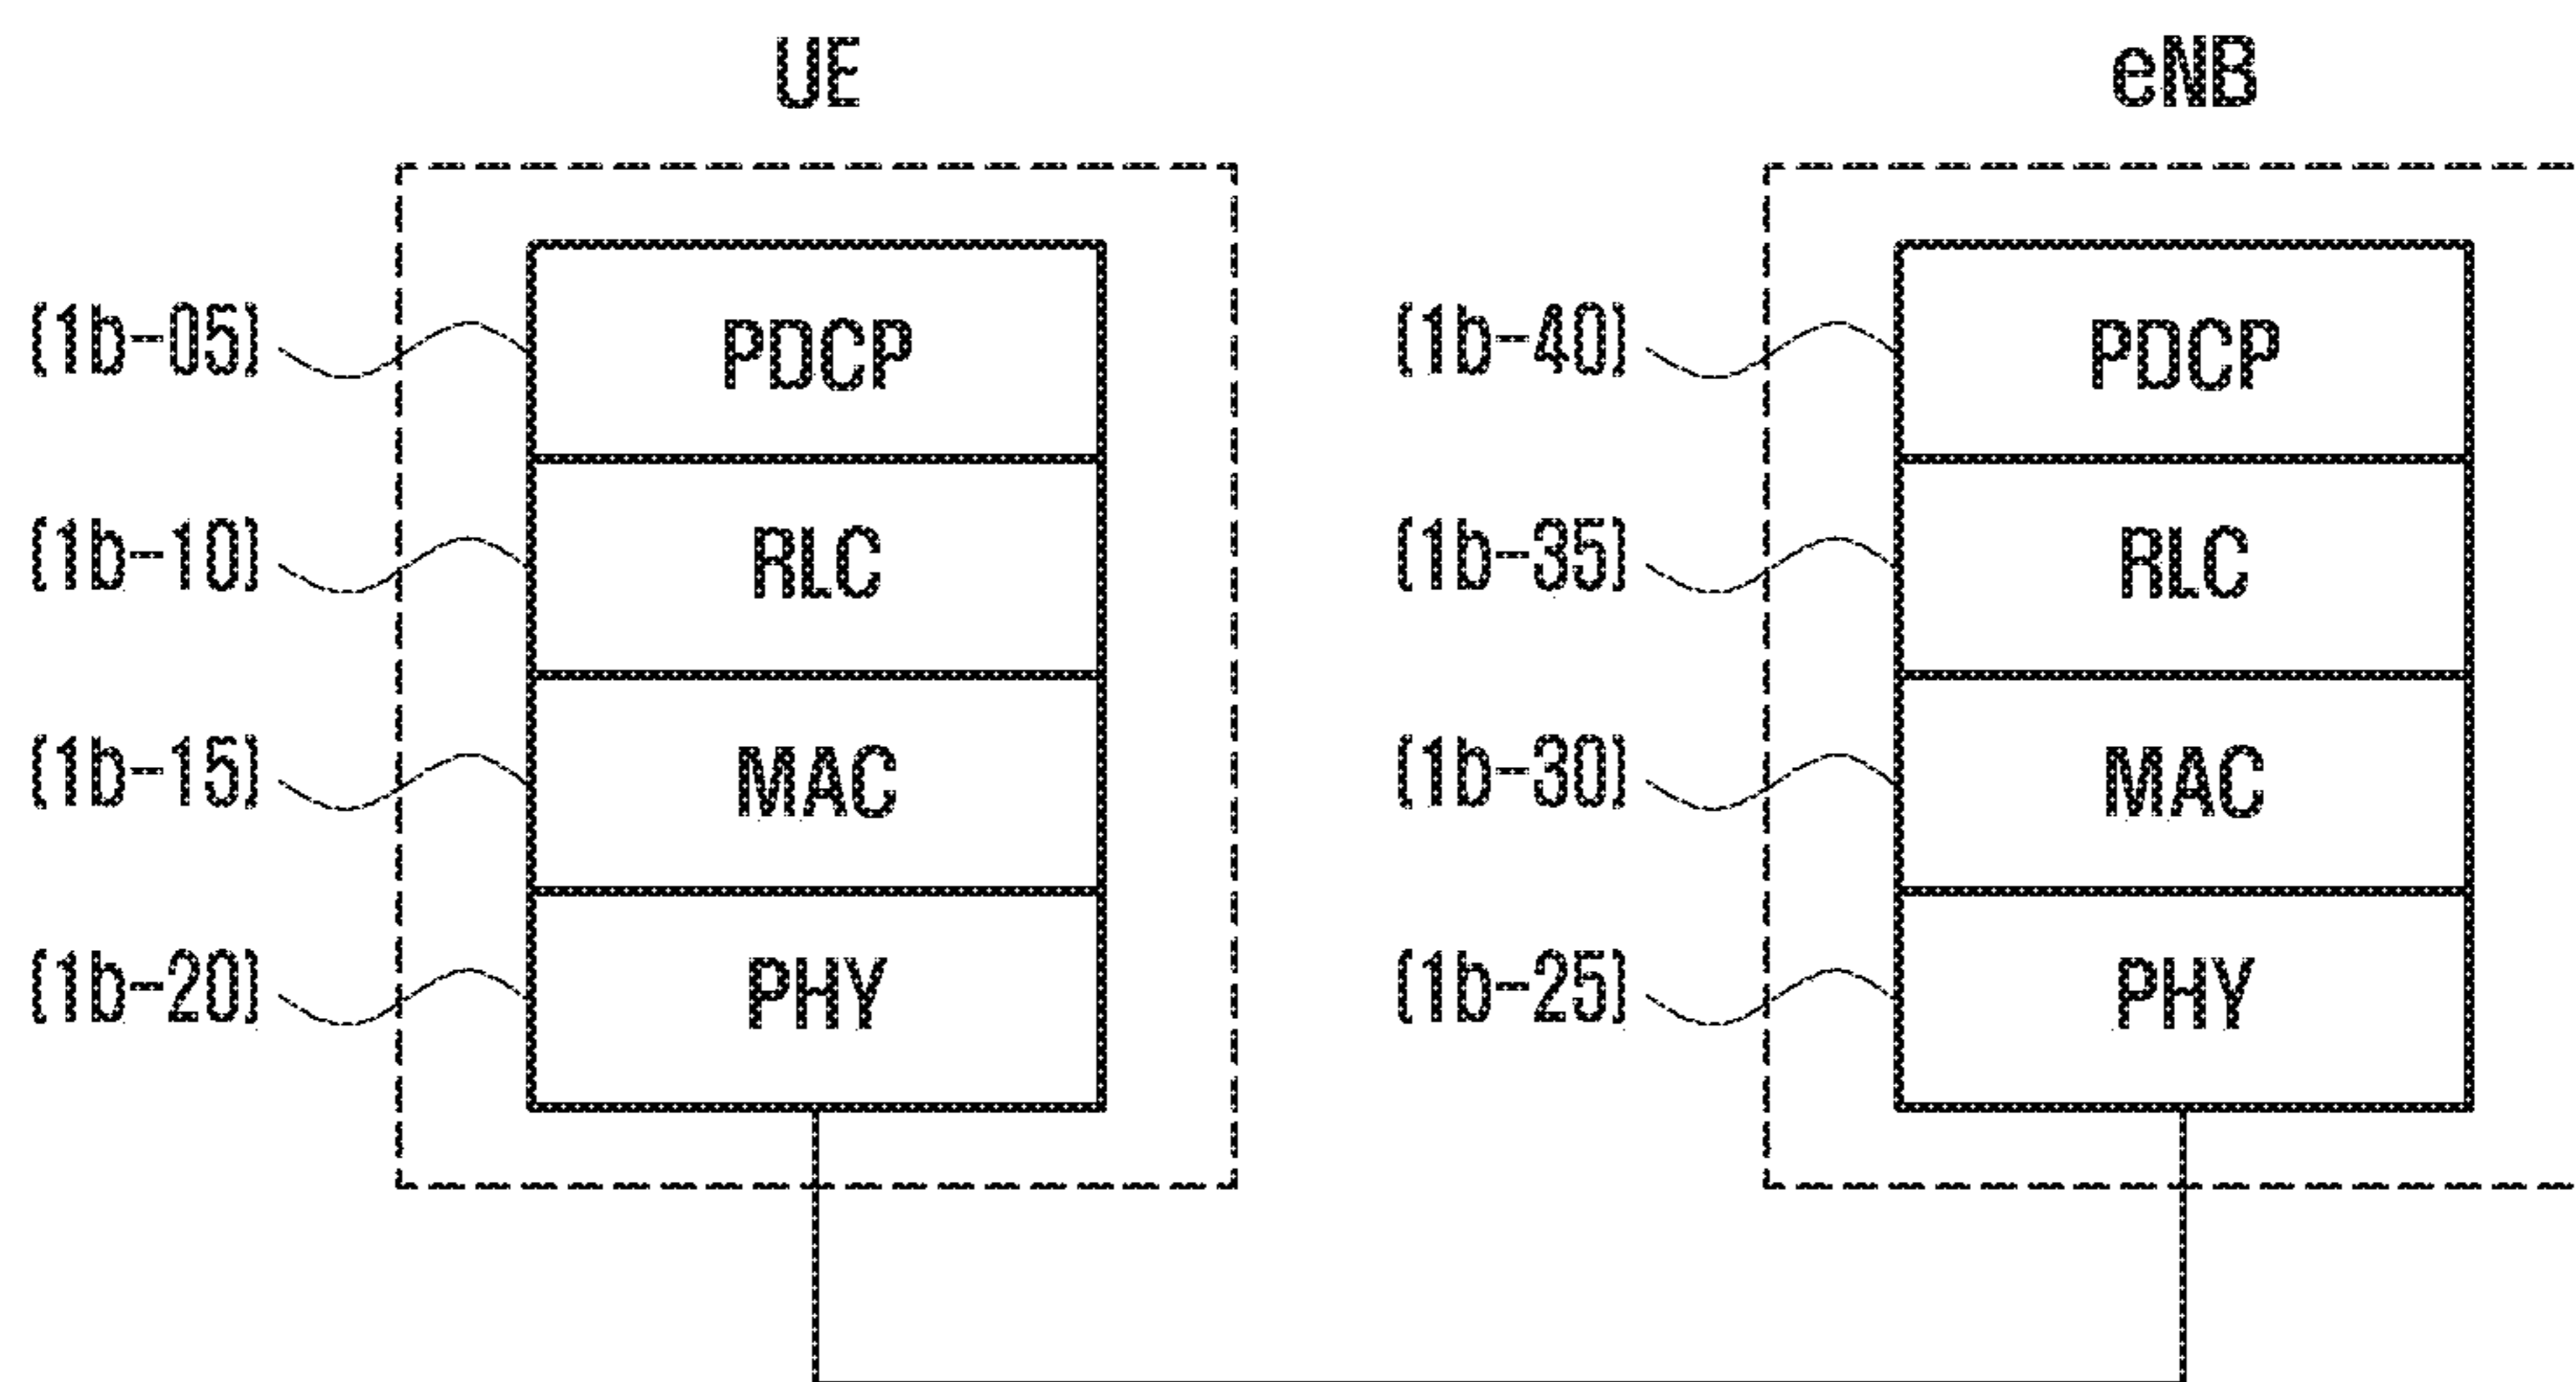 UE
(1b-05) PDCP
(1b-10) RLC
(1b-15) MAC
(1b-20) PHY
eNB
(1b-40) PDCP
(1b-35) RLC
(1b-30) MAC
(1b-25) PHY